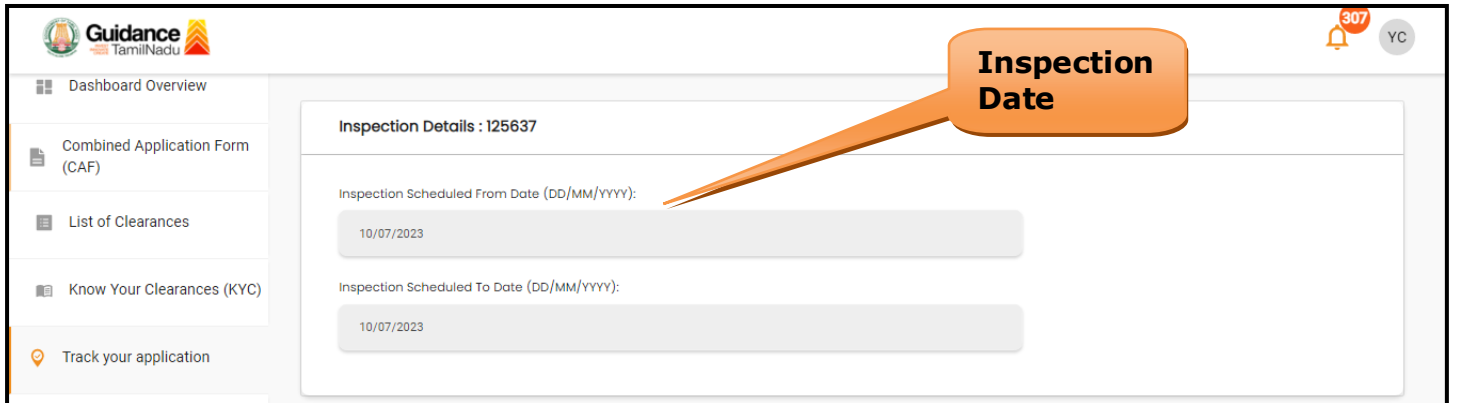 Guidance
TamilNadu
307
YC
Inspection
Date
Dashboard Overview
Combined Application Form
(CAF)
List of Clearances
Know Your Clearances (KYC)
Track your application
Inspection Details : 125637
Inspection Scheduled From Date (DD/MM/YYYY):
10/07/2023
Inspection Scheduled To Date (DD/MM/YYYY):
10/07/2023